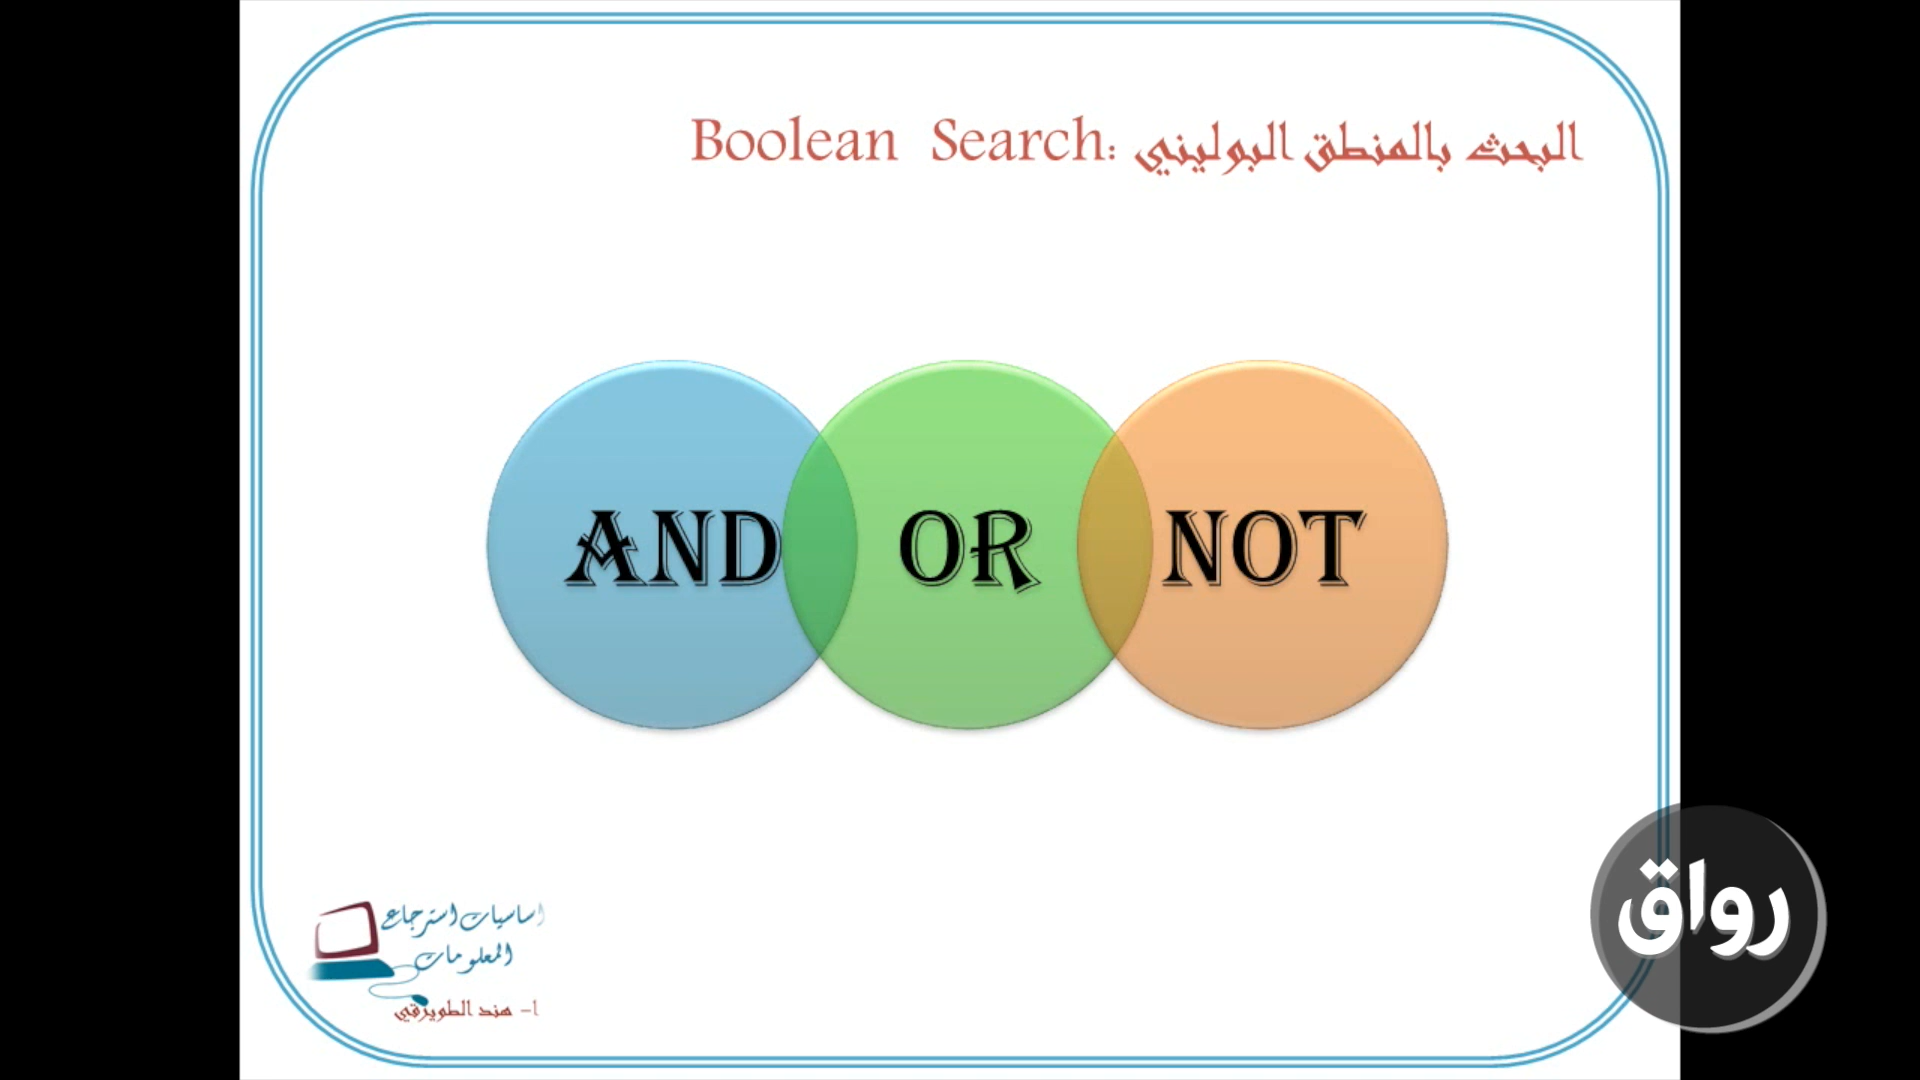 البحث بالمنطق البوليني: Boolean Search
AND OR NOT
اساسيات استرجاع
المعلومات
ا- هند الطويرقي
رواق